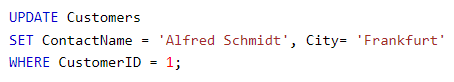 UPDATE Customers
SET ContactName = 'Alfred Schmidt', City= 'Frankfurt'
WHERE CustomerID = 1;